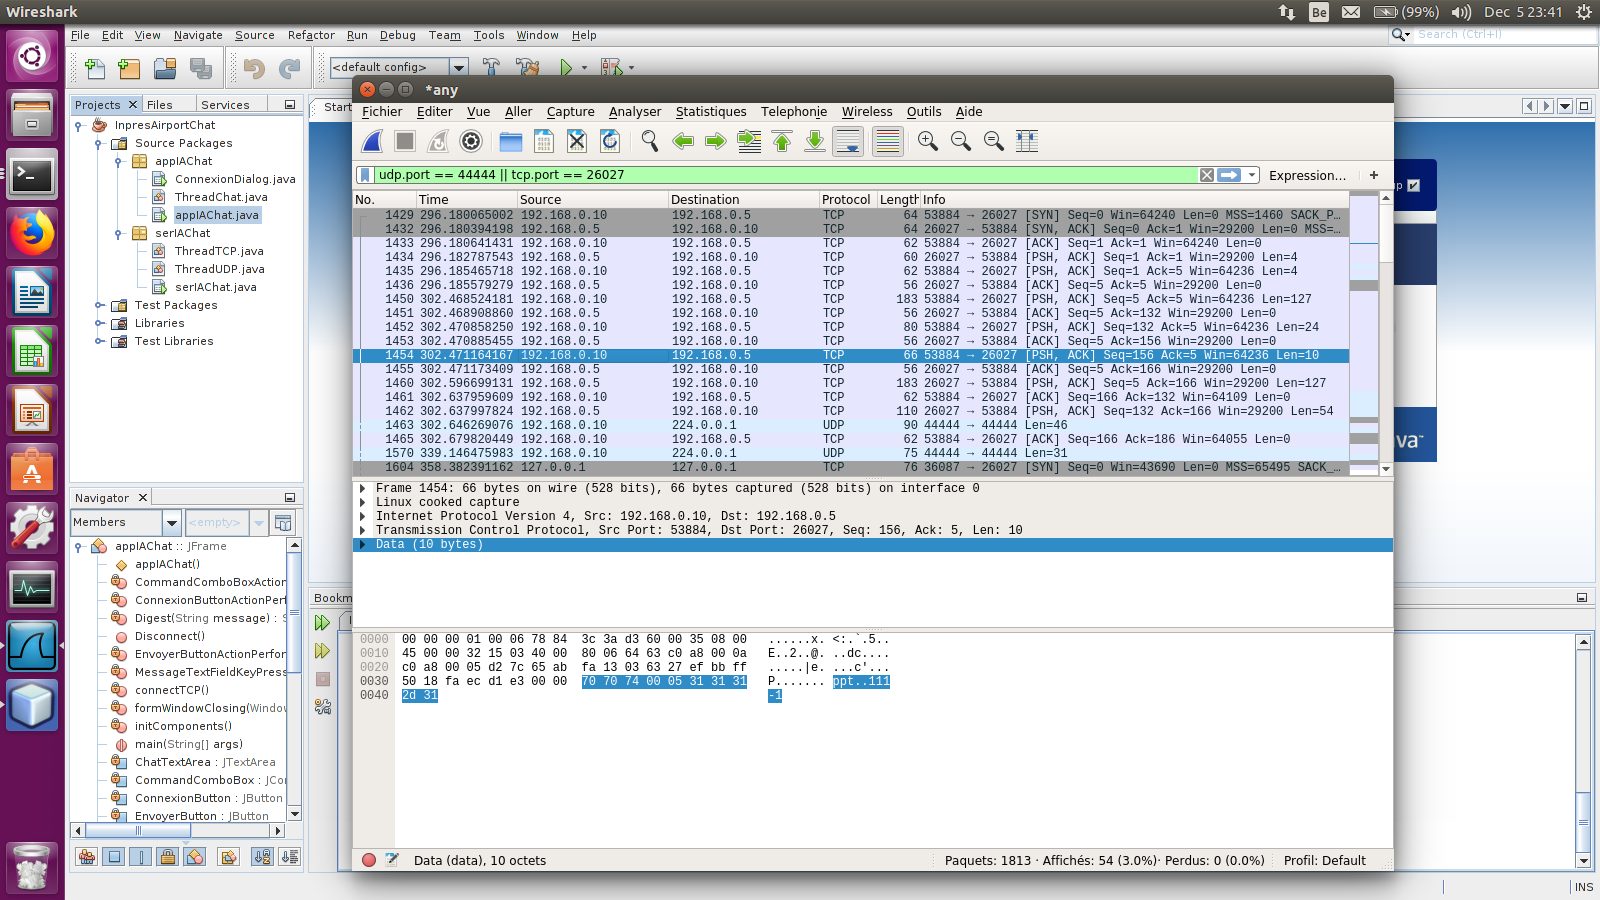 Wireshark
Be
(99%)
Dec 5 23:41
File Edit View Navigate Source Refactor Run Debug Team Tools Window Help
Search (Ctrl+I)
<default config>
Projects
Files
Services
Start
InpresAirportChat
Source Packages
appIAChat
ConnexionDialog.java
ThreadChat.java
appIAChat.java
serIAChat
ThreadTCP.java
ThreadUDP.java
serIAChat.java
Test Packages
Libraries
Test Libraries
Navigator
Members
<empty>
appIAChat :: JFrame
appIAChat()
CommandComboBoxAction
ConnexionButtonActionPerf
Digest(String message) : S
Disconnect()
EnvoyerButtonActionPerfor
MessageTextFieldKeyPress
connectTCP()
formWindowClosing(Window
initComponents()
main(String[] args)
ChatTextArea : JTextArea
CommandComboBox : JCo
ConnexionButton : JButton
EnvoyerButton : JButton
*any
Fichier Editer Vue Aller Capture Analyser Statistiques Telephonie Wireless Outils Aide
udp.port == 44444 || tcp.port == 26027
Expression…
+
No. Time Source Destination Protocol Length Info
1429 296.180065002 192.168.0.10 192.168.0.5 TCP 64 53884 → 26027 [SYN] Seq=0 Win=64240 Len=0 MSS=1460 SACK_P…
1432 296.180394198 192.168.0.5 192.168.0.10 TCP 64 26027 → 53884 [SYN, ACK] Seq=0 Ack=1 Win=29200 Len=0 MSS=…
1433 296.180641431 192.168.0.10 192.168.0.5 TCP 62 53884 → 26027 [ACK] Seq=1 Ack=1 Win=64240 Len=0
1434 296.182787543 192.168.0.5 192.168.0.10 TCP 60 26027 → 53884 [PSH, ACK] Seq=1 Ack=1 Win=29200 Len=4
1435 296.185465718 192.168.0.10 192.168.0.5 TCP 62 53884 → 26027 [PSH, ACK] Seq=1 Ack=5 Win=64236 Len=4
1436 296.185579279 192.168.0.5 192.168.0.10 TCP 56 26027 → 53884 [ACK] Seq=5 Ack=5 Win=29200 Len=0
1450 302.468524181 192.168.0.10 192.168.0.5 TCP 183 53884 → 26027 [PSH, ACK] Seq=5 Ack=5 Win=64236 Len=127
1451 302.468908860 192.168.0.5 192.168.0.10 TCP 56 26027 → 53884 [ACK] Seq=5 Ack=132 Win=29200 Len=0
1452 302.470858250 192.168.0.10 192.168.0.5 TCP 80 53884 → 26027 [PSH, ACK] Seq=132 Ack=5 Win=64236 Len=24
1453 302.470885455 192.168.0.5 192.168.0.10 TCP 56 26027 → 53884 [ACK] Seq=5 Ack=156 Win=29200 Len=0
1454 302.471164167 192.168.0.10 192.168.0.5 TCP 66 53884 → 26027 [PSH, ACK] Seq=156 Ack=5 Win=64236 Len=10
1455 302.471173409 192.168.0.5 192.168.0.10 TCP 56 26027 → 53884 [ACK] Seq=5 Ack=166 Win=29200 Len=0
1460 302.596699131 192.168.0.5 192.168.0.10 TCP 183 26027 → 53884 [PSH, ACK] Seq=5 Ack=166 Win=29200 Len=127
1461 302.637959609 192.168.0.10 192.168.0.5 TCP 62 53884 → 26027 [ACK] Seq=166 Ack=132 Win=64109 Len=0
1462 302.637997824 192.168.0.5 192.168.0.10 TCP 110 26027 → 53884 [PSH, ACK] Seq=132 Ack=166 Win=29200 Len=54
1463 302.646269076 192.168.0.10 224.0.0.1 UDP 90 44444 → 44444 Len=46
1465 302.679820449 192.168.0.10 192.168.0.5 TCP 62 53884 → 26027 [ACK] Seq=166 Ack=186 Win=64055 Len=0
1570 339.146475983 192.168.0.10 224.0.0.1 UDP 75 44444 → 44444 Len=31
1604 358.382391162 127.0.0.1 127.0.0.1 TCP 76 36087 → 26027 [SYN] Seq=0 Win=43690 Len=0 MSS=65495 SACK_…
Frame 1454: 66 bytes on wire (528 bits), 66 bytes captured (528 bits) on interface 0
Linux cooked capture
Internet Protocol Version 4, Src: 192.168.0.10, Dst: 192.168.0.5
Transmission Control Protocol, Src Port: 53884, Dst Port: 26027, Seq: 156, Ack: 5, Len: 10
Data (10 bytes)
0000 00 00 00 01 00 06 78 84 3c 3a d3 60 00 35 08 00 ......x. <:.`.5..
0010 45 00 00 32 15 03 40 00 80 06 64 63 c0 a8 00 0a E..2..@. ..dc....
0020 c0 a8 00 05 d2 7c 65 ab fa 13 03 63 27 ef bb ff .....|e. ...c'...
0030 50 18 fa ec d1 e3 00 00 70 70 74 00 05 31 31 31 P....... ppt..111
0040 2d 31 -1
Data (data), 10 octets
Paquets: 1813 · Affichés: 54 (3.0%)· Perdus: 0 (0.0%)
Profil: Default
Bookm
INS